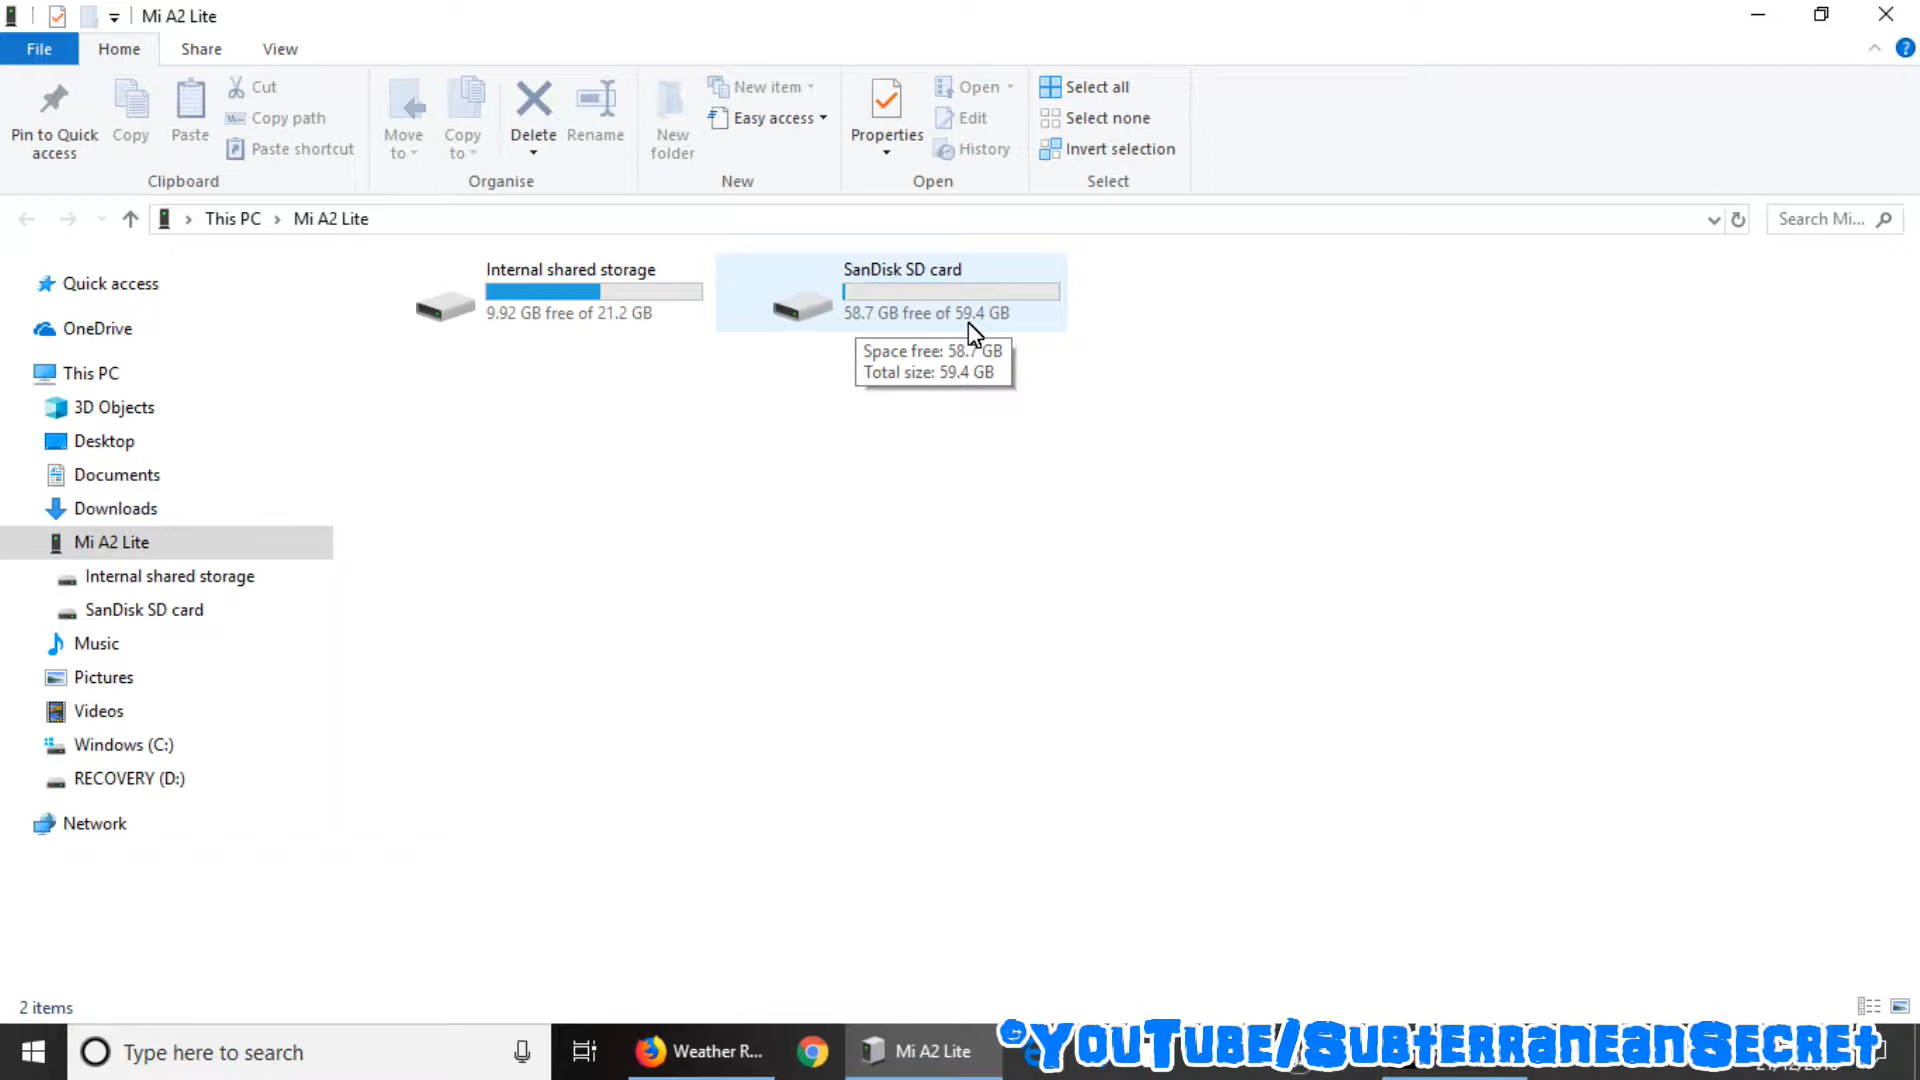 Mi A2 Lite
File Home Share View
Pin to Quick access
Copy
Paste
Cut
Copy path
Paste shortcut
Clipboard
Move to
Copy to
Delete
Rename
Organise
New folder
New item
Easy access
New
Properties
Open
Edit
History
Open
Select all
Select none
Invert selection
Select
This PC > Mi A2 Lite
Search Mi...
Quick access
OneDrive
This PC
3D Objects
Desktop
Documents
Downloads
Mi A2 Lite
Internal shared storage
SanDisk SD card
Music
Pictures
Videos
Windows (C:)
RECOVERY (D:)
Network
Internal shared storage
9.92 GB free of 21.2 GB
SanDisk SD card
58.7 GB free of 59.4 GB
Space free: 58.7 GB
Total size: 59.4 GB
2 items
Type here to search
Weather R...
Mi A2 Lite
©YouTube/SubterraneanSecret